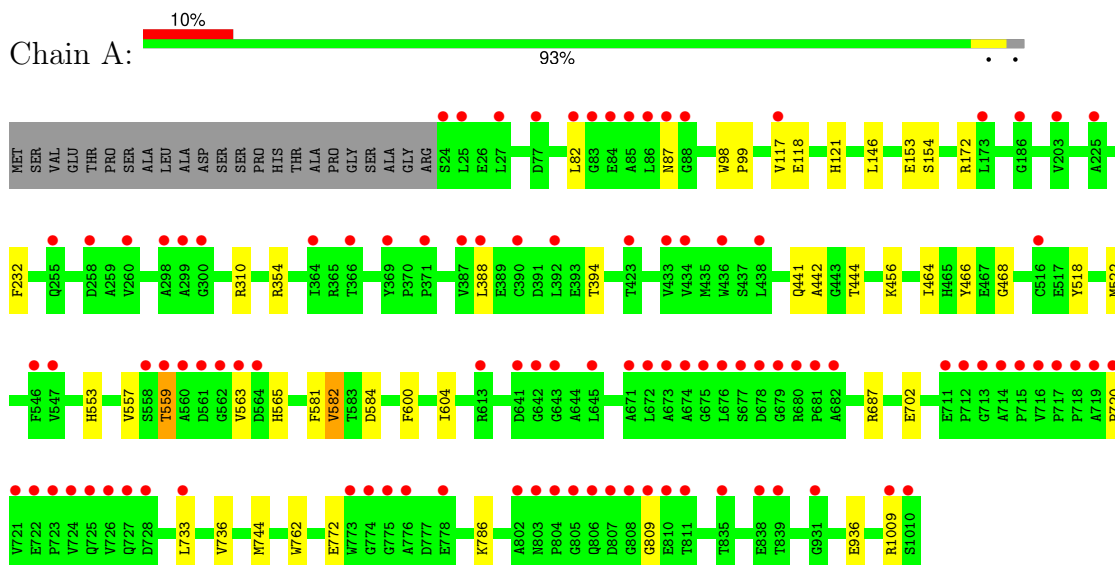 10%
Chain A:
93%
MET SER VAL GLU THR PRO SER ALA LEU ALA ASP SER SER PRO HIS THR ALA PRO GLY SER ALA GLY ARG S24 L25 E26 L27 D77 L82 G83 E84 A85 L86 N87 G88 W98 P99 V117 E118 H121 L146 E153 S154 R172 L173 G186 V203 A225
F232 Q255 D258 A259 V260 A298 A299 G300 R310 R354 I364 R365 T366 Y369 P370 P371 V387 L388 E389 C390 D391 L392 E393 T394 T423 V433 V434 M435 W436 S437 L438 Q441 A442 G443 T444 K456 I464 H465 Y466 E467 G468 C516 E517 Y518 M522
F546 V547 H553 V557 S558 T559 A560 D561 G562 V563 D564 H565 F581 V582 T583 D584 F600 I604 R613 D641 G642 G643 A644 L645 A671 L672 A673 A674 G675 L676 S677 D678 G679 R680 P681 A682 R687 E702 E711 P712 G713 A714 P715 V716 P717 P718 A719
V721 E722 P723 V724 Q725 V726 Q727 D728 L733 V736 M744 W762 E772 W773 G774 G775 A776 D777 E778 K786 A802 N803 P804 G805 Q806 D807 G808 G809 E810 T811 T835 E838 T839 G931 E936 R1009 S1010